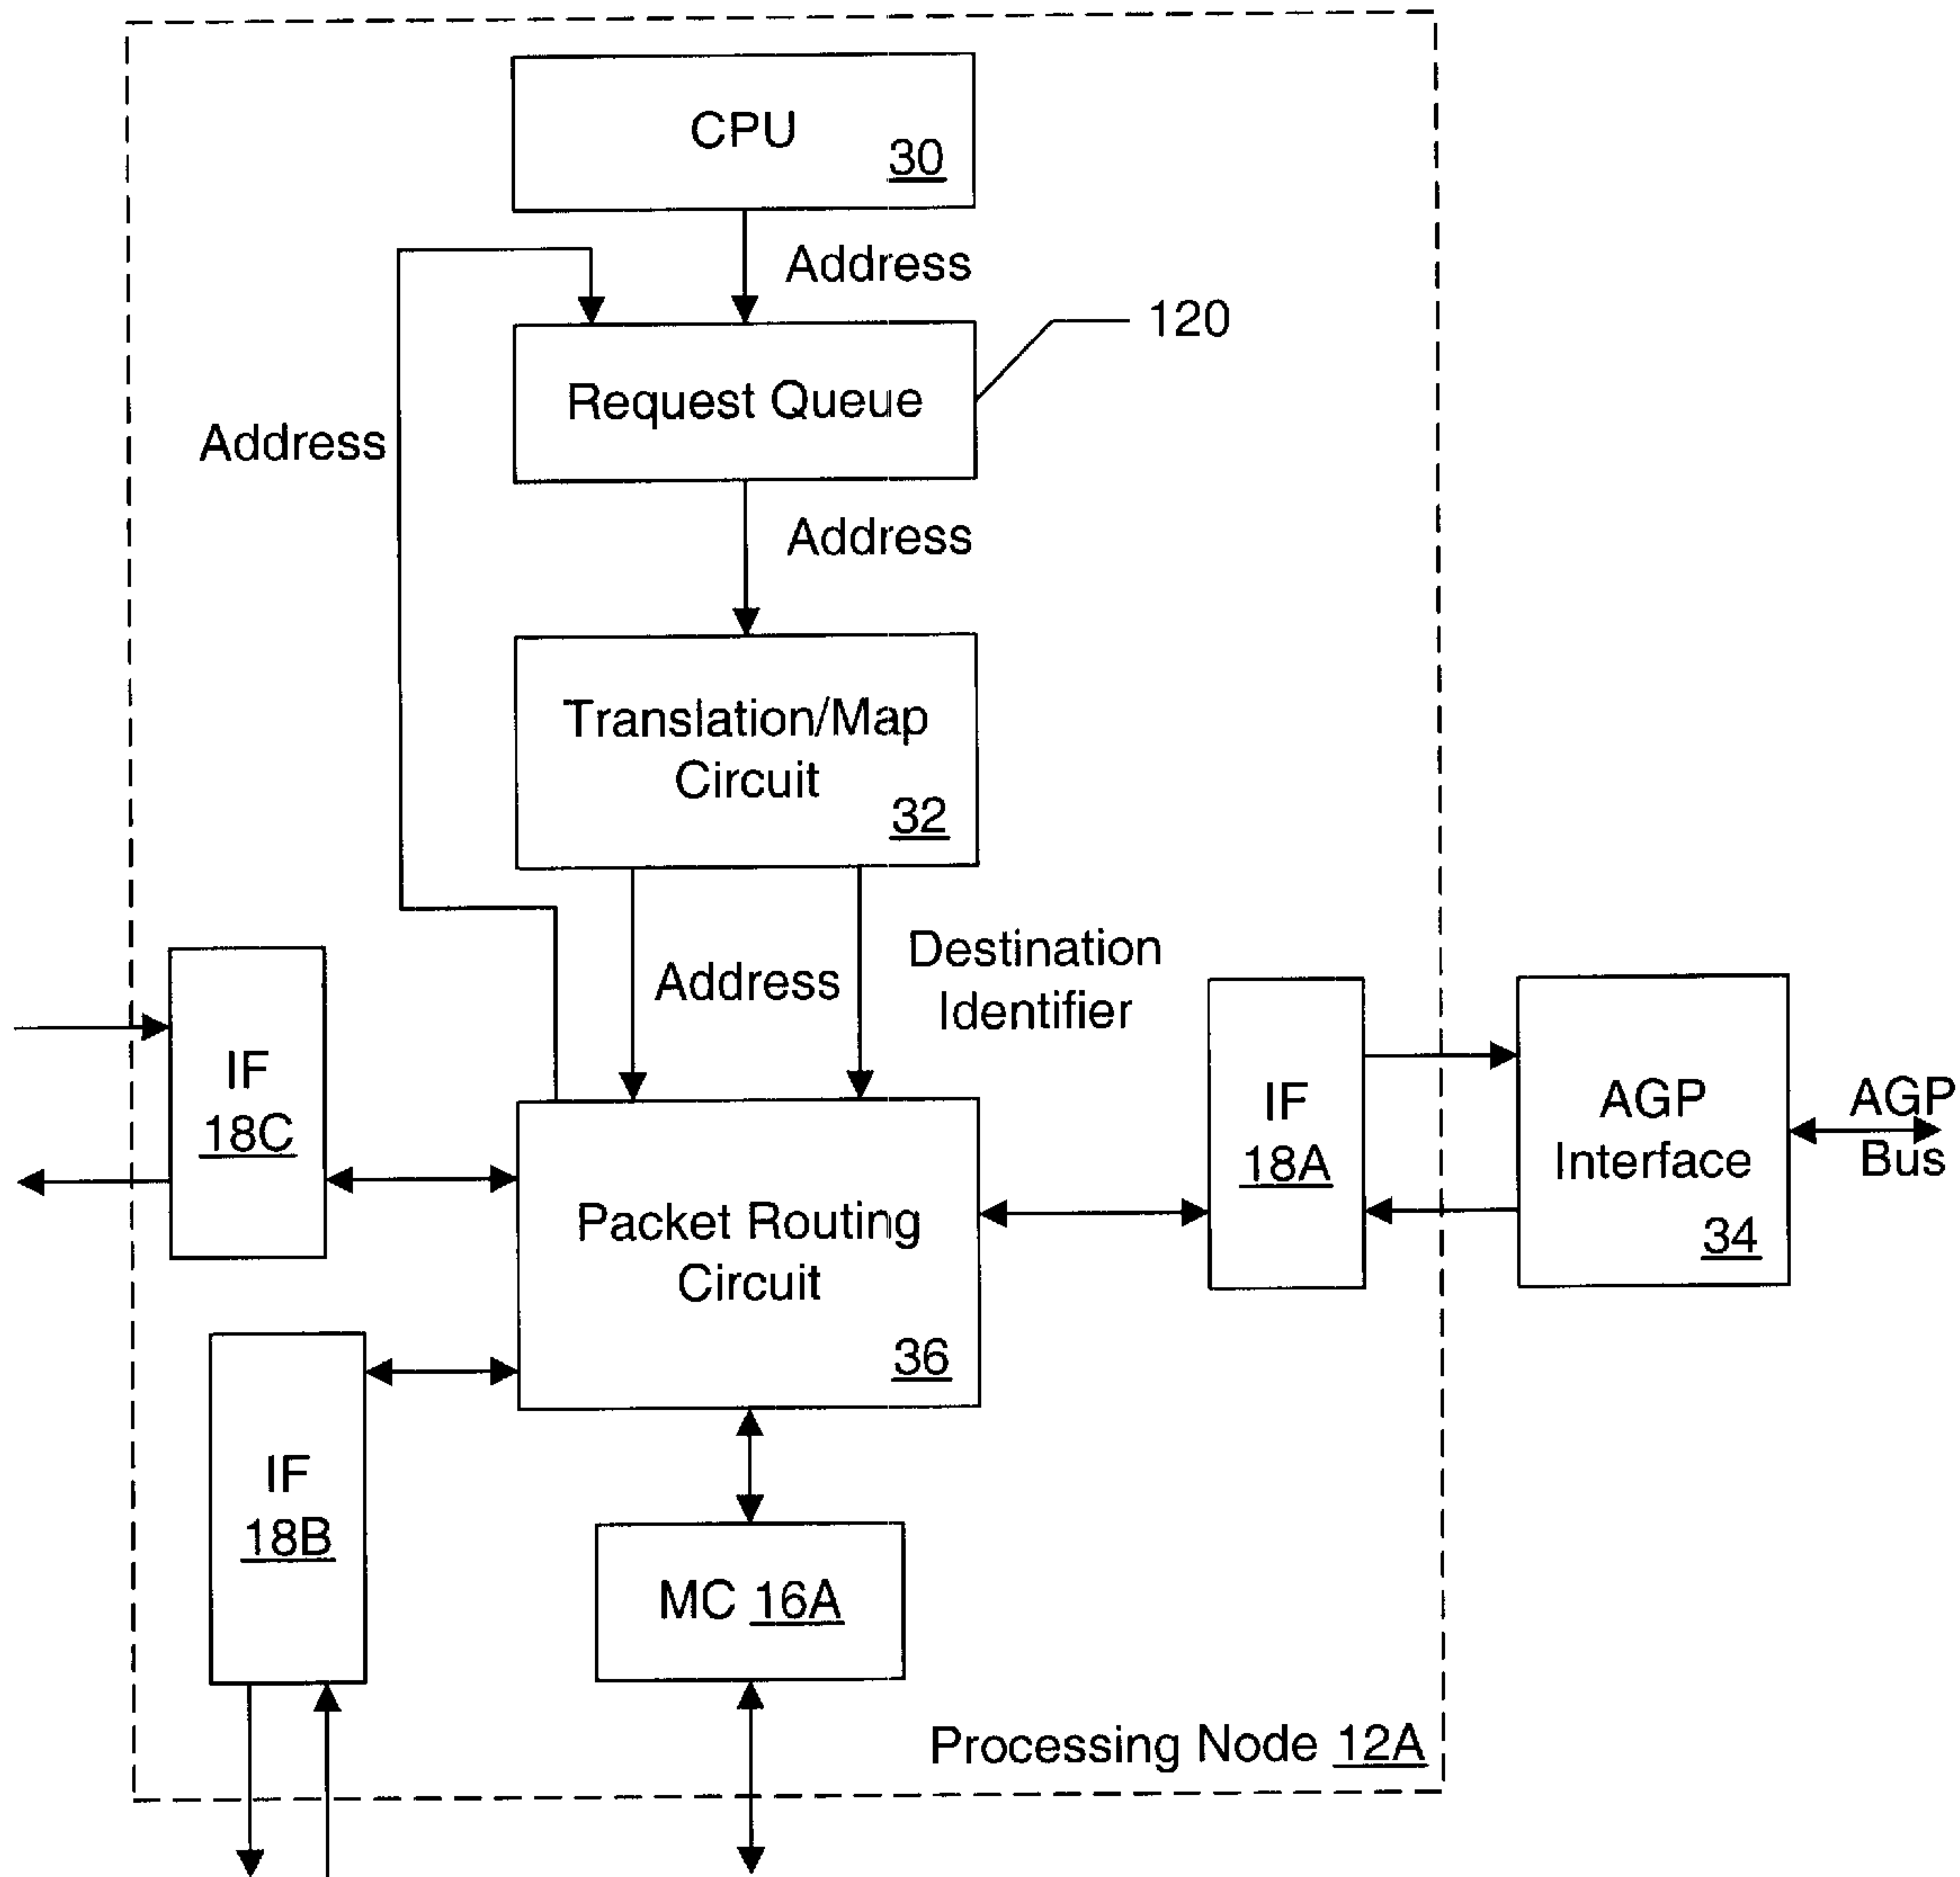 CPU
30
Address
120
Request Queue
Address
Address
Translation/Map
Circuit
32
Address
Destination
Identifier
IF
18C
IF
18A
AGP
Interface
34
AGP
Bus
Packet Routing
Circuit
36
IF
18B
MC 16A
Processing Node 12A